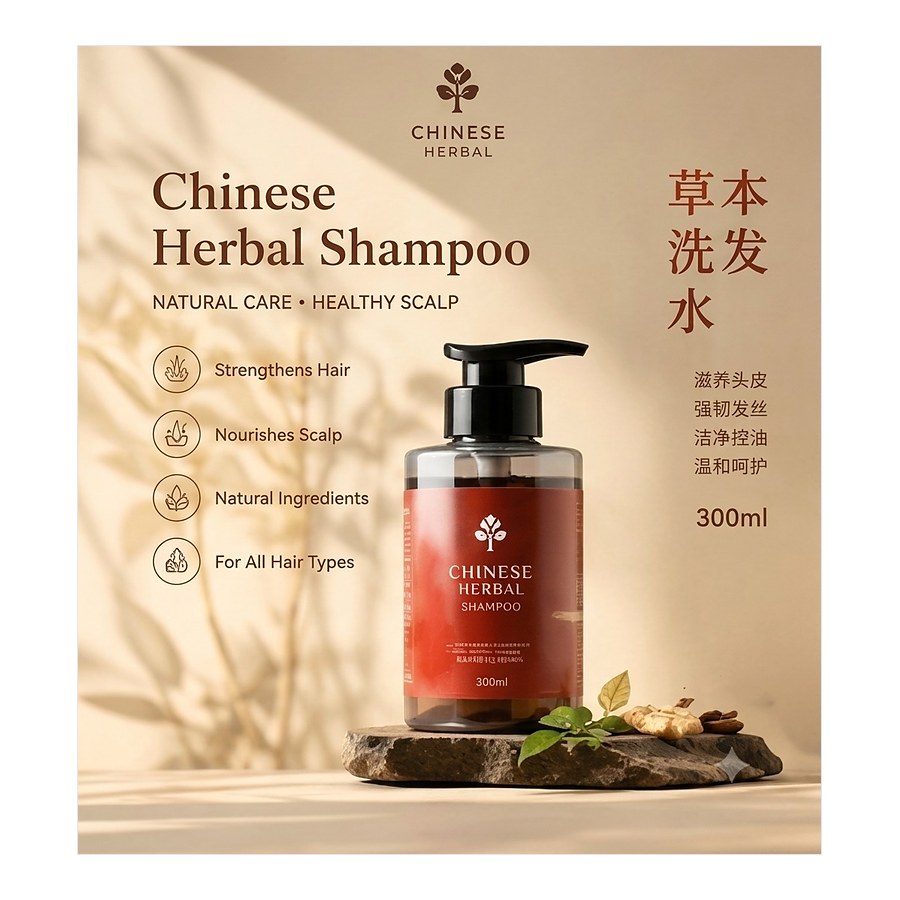 CHINESE
HERBAL
Chinese
Herbal Shampoo
NATURAL CARE • HEALTHY SCALP
Strengthens Hair
Nourishes Scalp
Natural Ingredients
For All Hair Types
草本
洗发
水
滋养头皮
强韧发丝
洁净控油
温和呵护
300ml
CHINESE
HERBAL
SHAMPOO
300ml